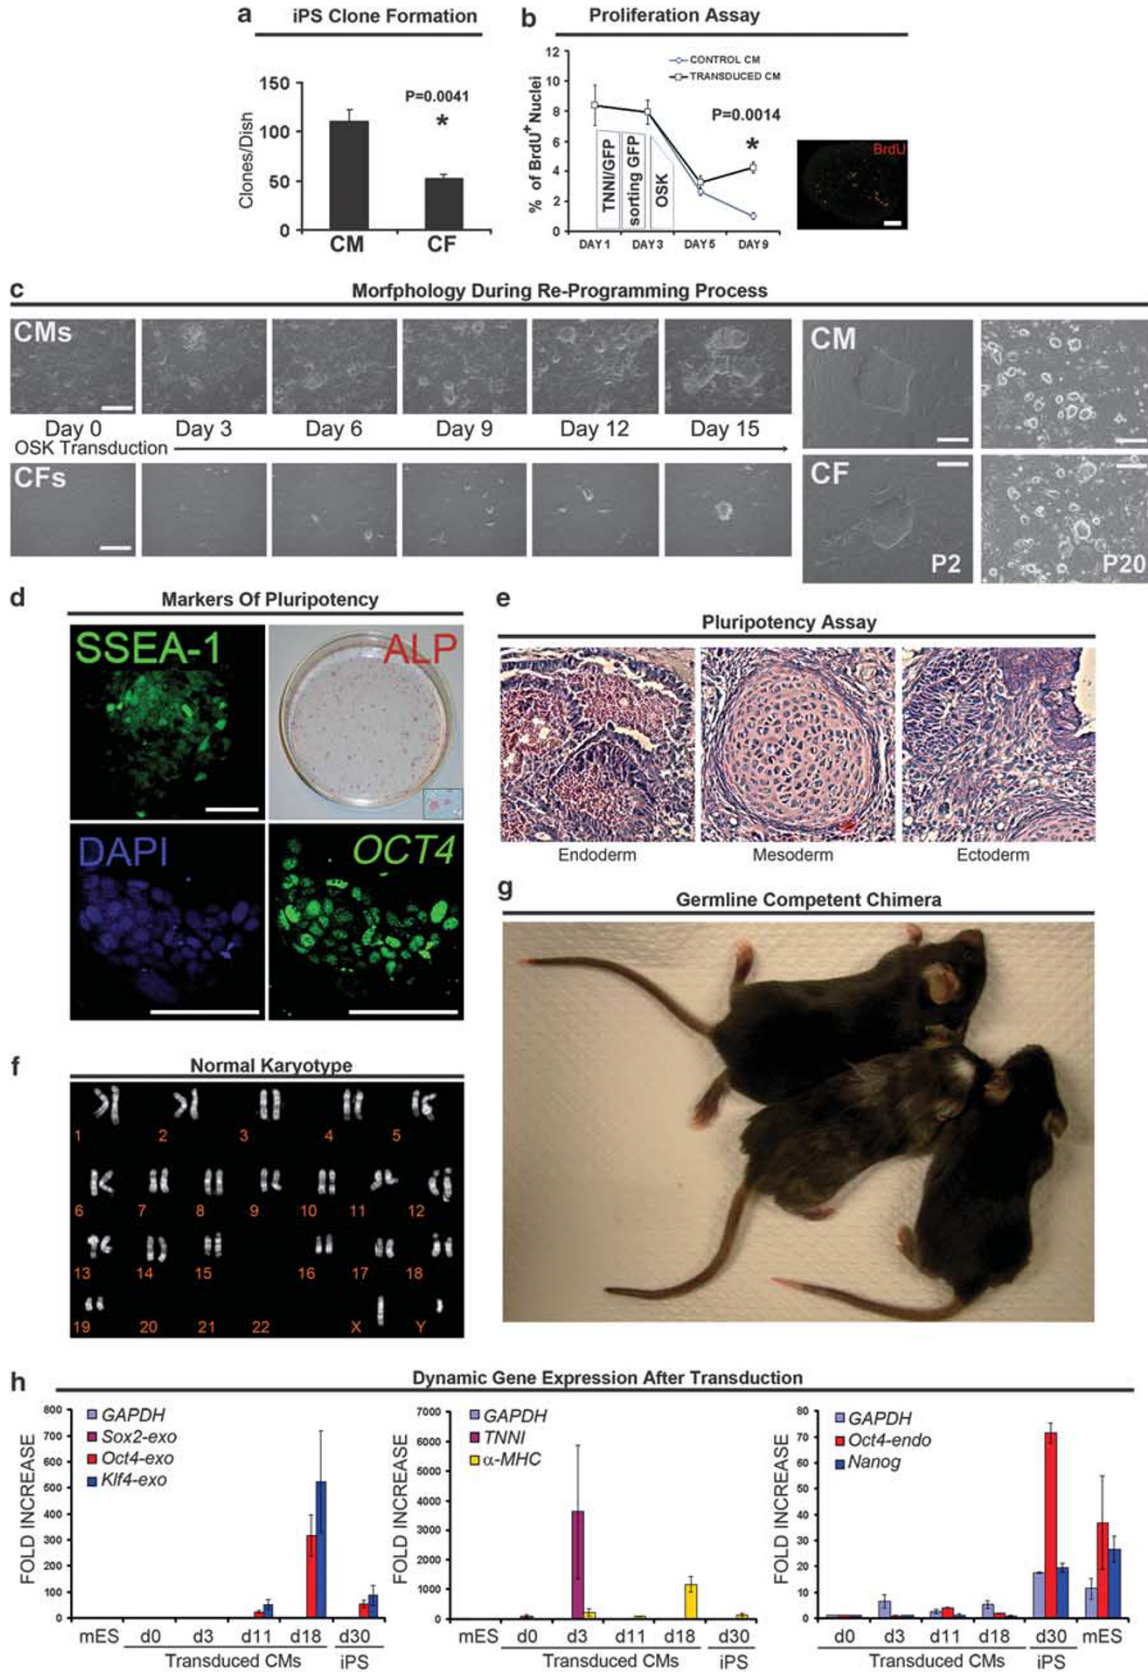 a iPS Clone Formation
150
100
50
0
Clones/Dish
P=0.0041
*
CM CF
b Proliferation Assay
12
10
8
6
4
2
0
% of BrdU+ Nuclei
CONTROL CM
TRANSDUCED CM
P=0.0014
*
TNNI/GFP
sorting GFP
OSK
DAY 1 DAY 3 DAY 5 DAY 9
BrdU
c Morfphology During Re-Programming Process
CMs
Day 0 Day 3 Day 6 Day 9 Day 12 Day 15
OSK Transduction
CFs
CM
CF
P2
P20
d Markers Of Pluripotency
SSEA-1
ALP
DAPI
OCT4
e Pluripotency Assay
Endoderm Mesoderm Ectoderm
f Normal Karyotype
1 2 3 4 5
6 7 8 9 10 11 12
13 14 15 16 17 18
19 20 21 22 X Y
g Germline Competent Chimera
h Dynamic Gene Expression After Transduction
FOLD INCREASE
800
700
600
500
400
300
200
100
0
GAPDH
Sox2-exo
Oct4-exo
Klf4-exo
mES d0 d3 d11 d18 d30
Transduced CMs iPS
FOLD INCREASE
7000
6000
5000
4000
3000
2000
1000
0
GAPDH
TNNI
α-MHC
mES d0 d3 d11 d18 d30
Transduced CMs iPS
FOLD INCREASE
80
70
60
50
40
30
20
10
0
GAPDH
Oct4-endo
Nanog
d0 d3 d11 d18 d30 mES
Transduced CMs iPS